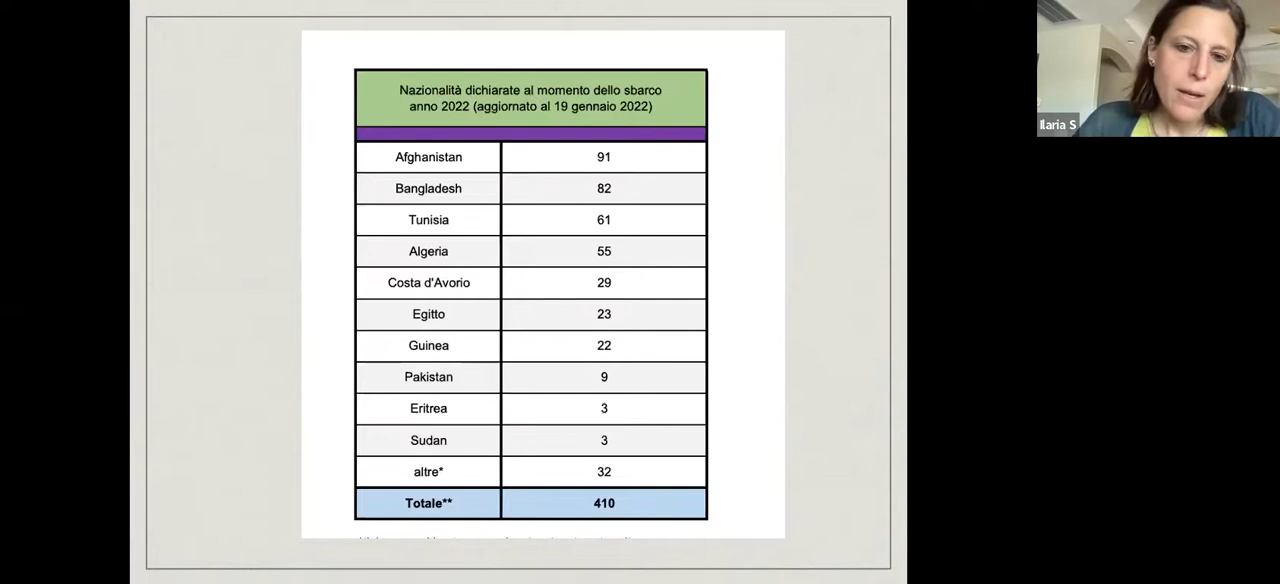 Nazionalità dichiarate al momento dello sbarco
anno 2022 (aggiornato al 19 gennaio 2022)
Afghanistan 91
Bangladesh 82
Tunisia 61
Algeria 55
Costa d'Avorio 29
Egitto 23
Guinea 22
Pakistan 9
Eritrea 3
Sudan 3
altre* 32
Totale** 410
Ilaria S